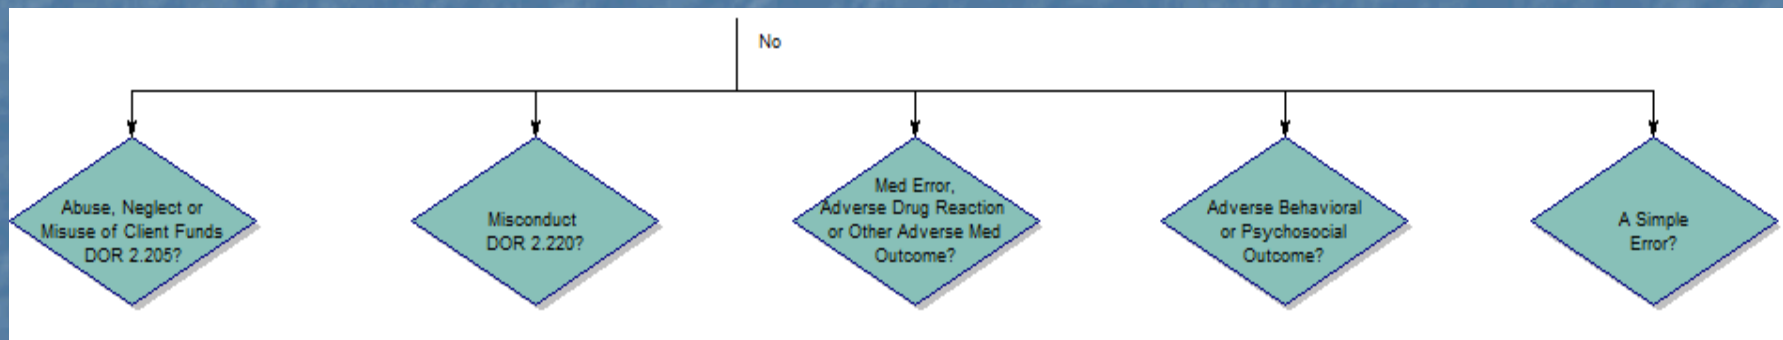 No
Abuse, Neglect or
Misuse of Client Funds
DOR 2.205?
Misconduct
DOR 2.220?
Med Error,
Adverse Drug Reaction
or Other Adverse Med
Outcome?
Adverse Behavioral
or Psychosocial
Outcome?
A Simple
Error?